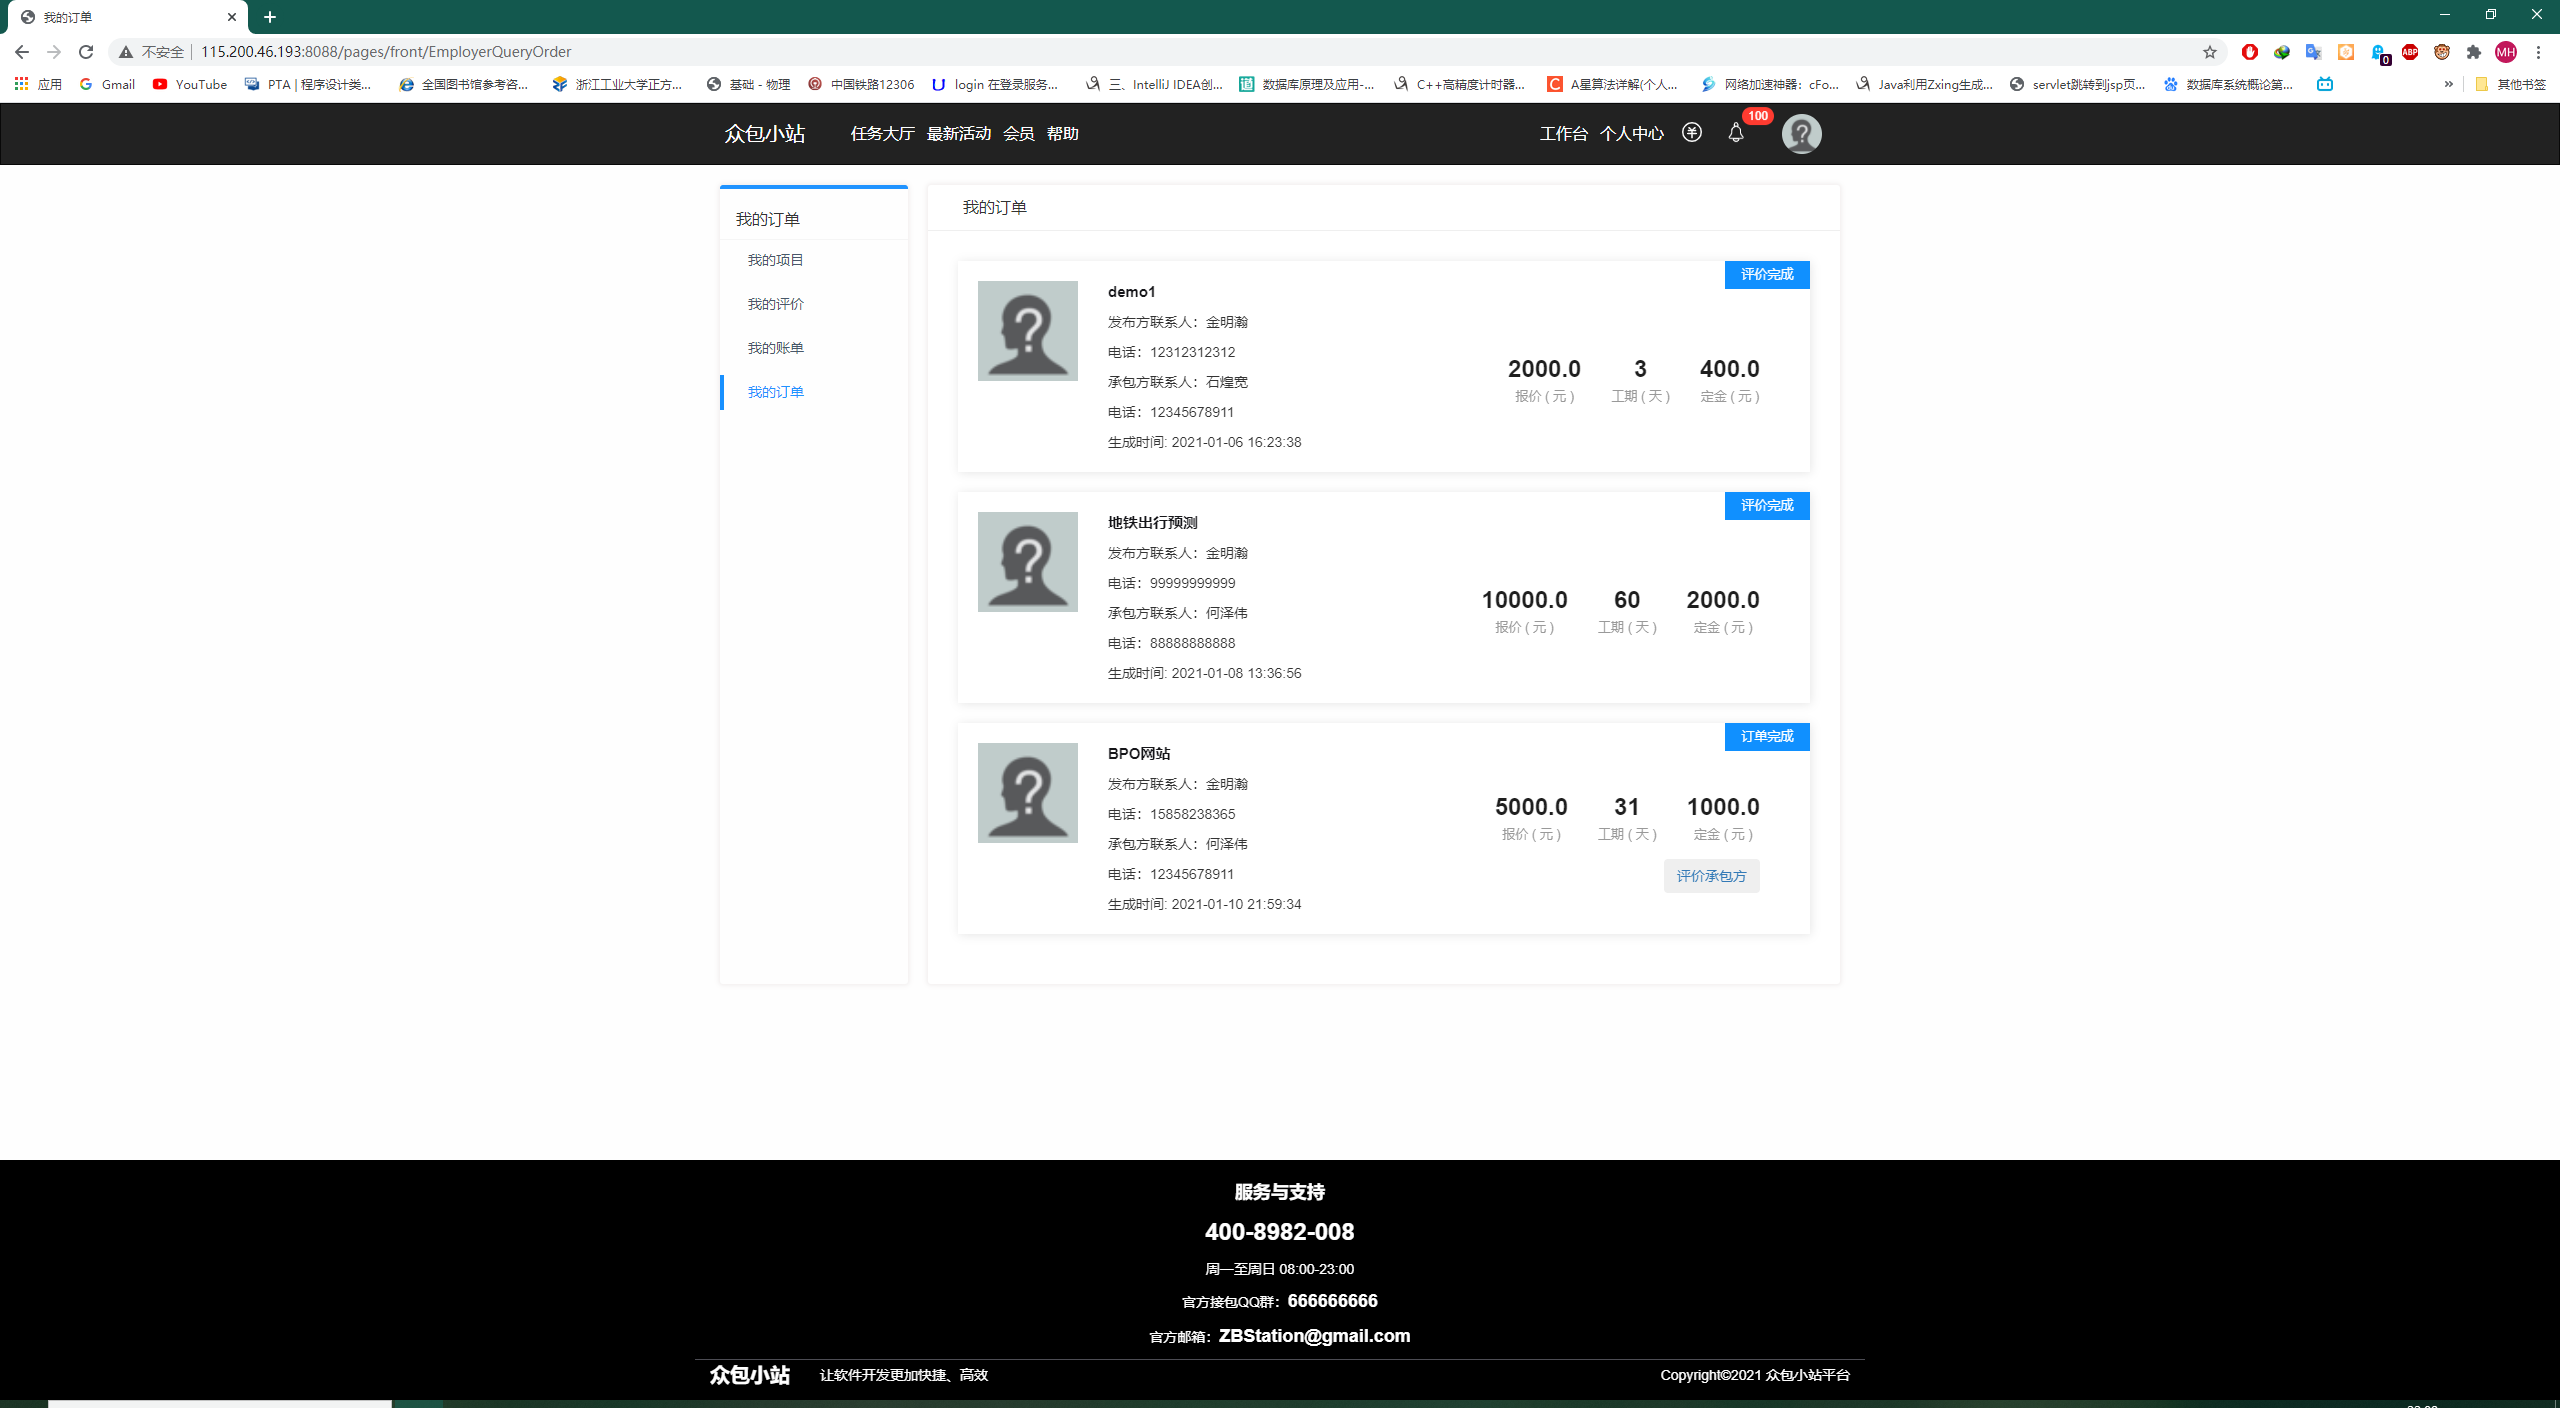 我的订单
不安全 115.200.46.193:8088/pages/front/EmployerQueryOrder
MH
应用 Gmail YouTube PTA | 程序设计类... 全国图书馆参考咨... 浙江工业大学正方... 基础 - 物理 中国铁路12306 login 在登录服务... 三、IntelliJ IDEA创... 数据库原理及应用-... C++高精度计时器... A星算法详解(个人... 网络加速神器：cFo... Java利用Zxing生成... servlet跳转到jsp页... 数据库系统概论第... » 其他书签
众包小站 任务大厅 最新活动 会员 帮助 工作台 个人中心 100
我的订单
我的项目
我的评价
我的账单
我的订单
我的订单
评价完成
demo1
发布方联系人：金明瀚
电话：12312312312
承包方联系人：石煌宽
电话：12345678911
生成时间: 2021-01-06 16:23:38
2000.0 3 400.0
报价 ( 元 ) 工期 ( 天 ) 定金 ( 元 )
评价完成
地铁出行预测
发布方联系人：金明瀚
电话：99999999999
承包方联系人：何泽伟
电话：88888888888
生成时间: 2021-01-08 13:36:56
10000.0 60 2000.0
报价 ( 元 ) 工期 ( 天 ) 定金 ( 元 )
订单完成
BPO网站
发布方联系人：金明瀚
电话：15858238365
承包方联系人：何泽伟
电话：12345678911
生成时间: 2021-01-10 21:59:34
5000.0 31 1000.0
报价 ( 元 ) 工期 ( 天 ) 定金 ( 元 )
评价承包方
服务与支持
400-8982-008
周一至周日 08:00-23:00
官方接包QQ群：666666666
官方邮箱：ZBStation@gmail.com
众包小站 让软件开发更加快捷、高效 Copyright©2021 众包小站平台